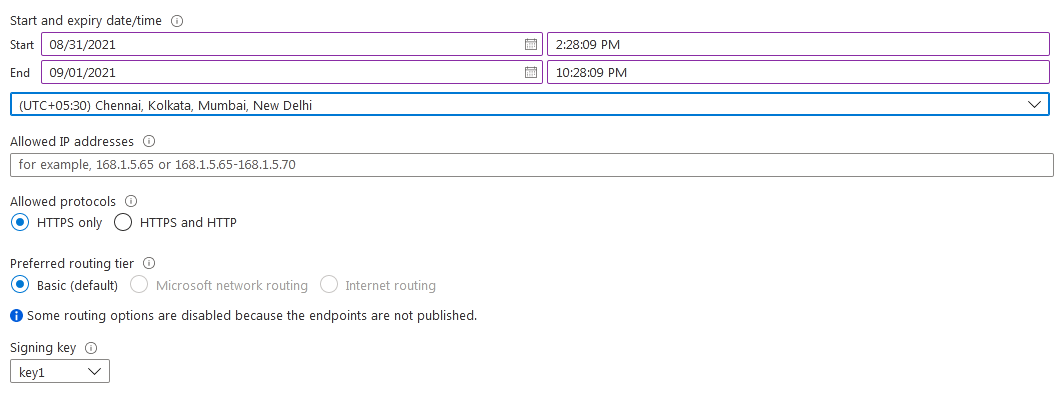 Start and expiry date/time
Start 08/31/2021 2:28:09 PM
End 09/01/2021 10:28:09 PM
(UTC+05:30) Chennai, Kolkata, Mumbai, New Delhi
Allowed IP addresses
for example, 168.1.5.65 or 168.1.5.65-168.1.5.70
Allowed protocols
HTTPS only HTTPS and HTTP
Preferred routing tier
Basic (default) Microsoft network routing Internet routing
Some routing options are disabled because the endpoints are not published.
Signing key
key1